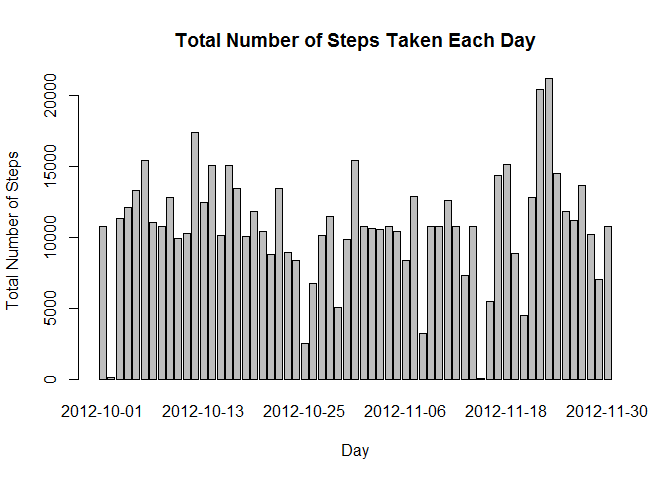 Total Number of Steps Taken Each Day
Total Number of Steps
20000
15000
10000
5000
0
2012-10-01 2012-10-13 2012-10-25 2012-11-06 2012-11-18 2012-11-30
Day